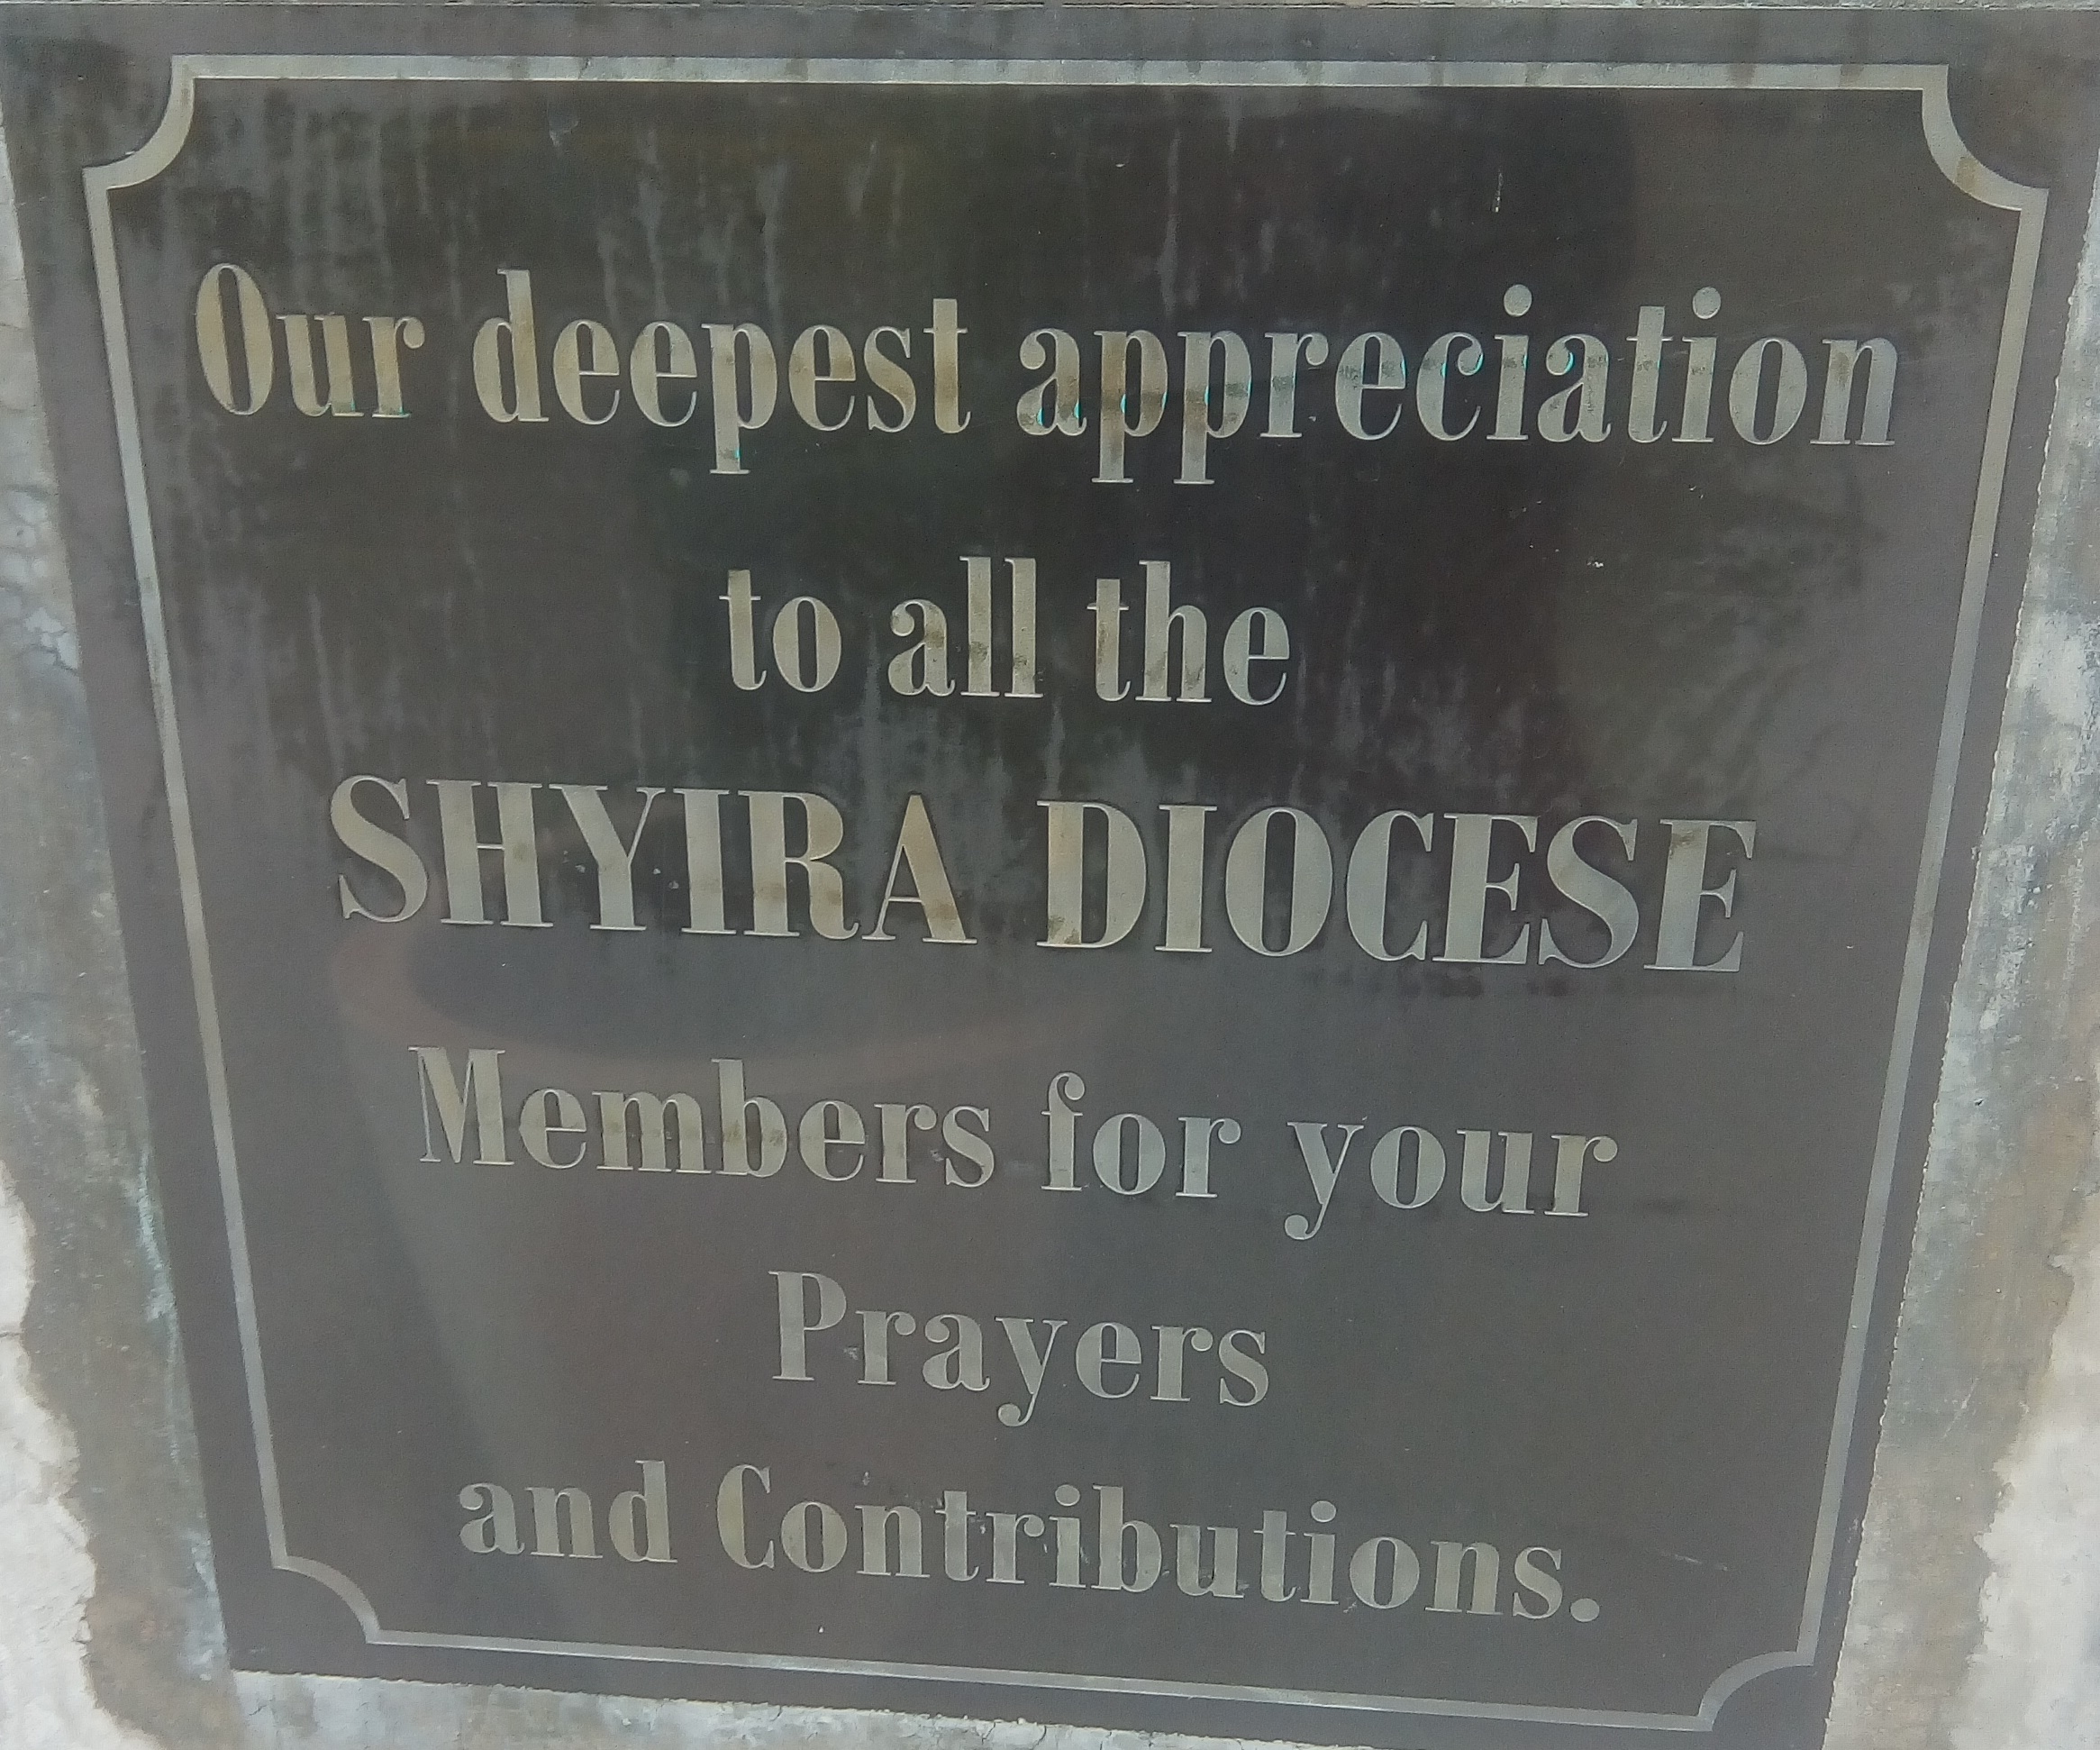 Our deepest appreciation
to all the
SHYIRA DIOCESE
Members for your
Prayers
and Contributions.